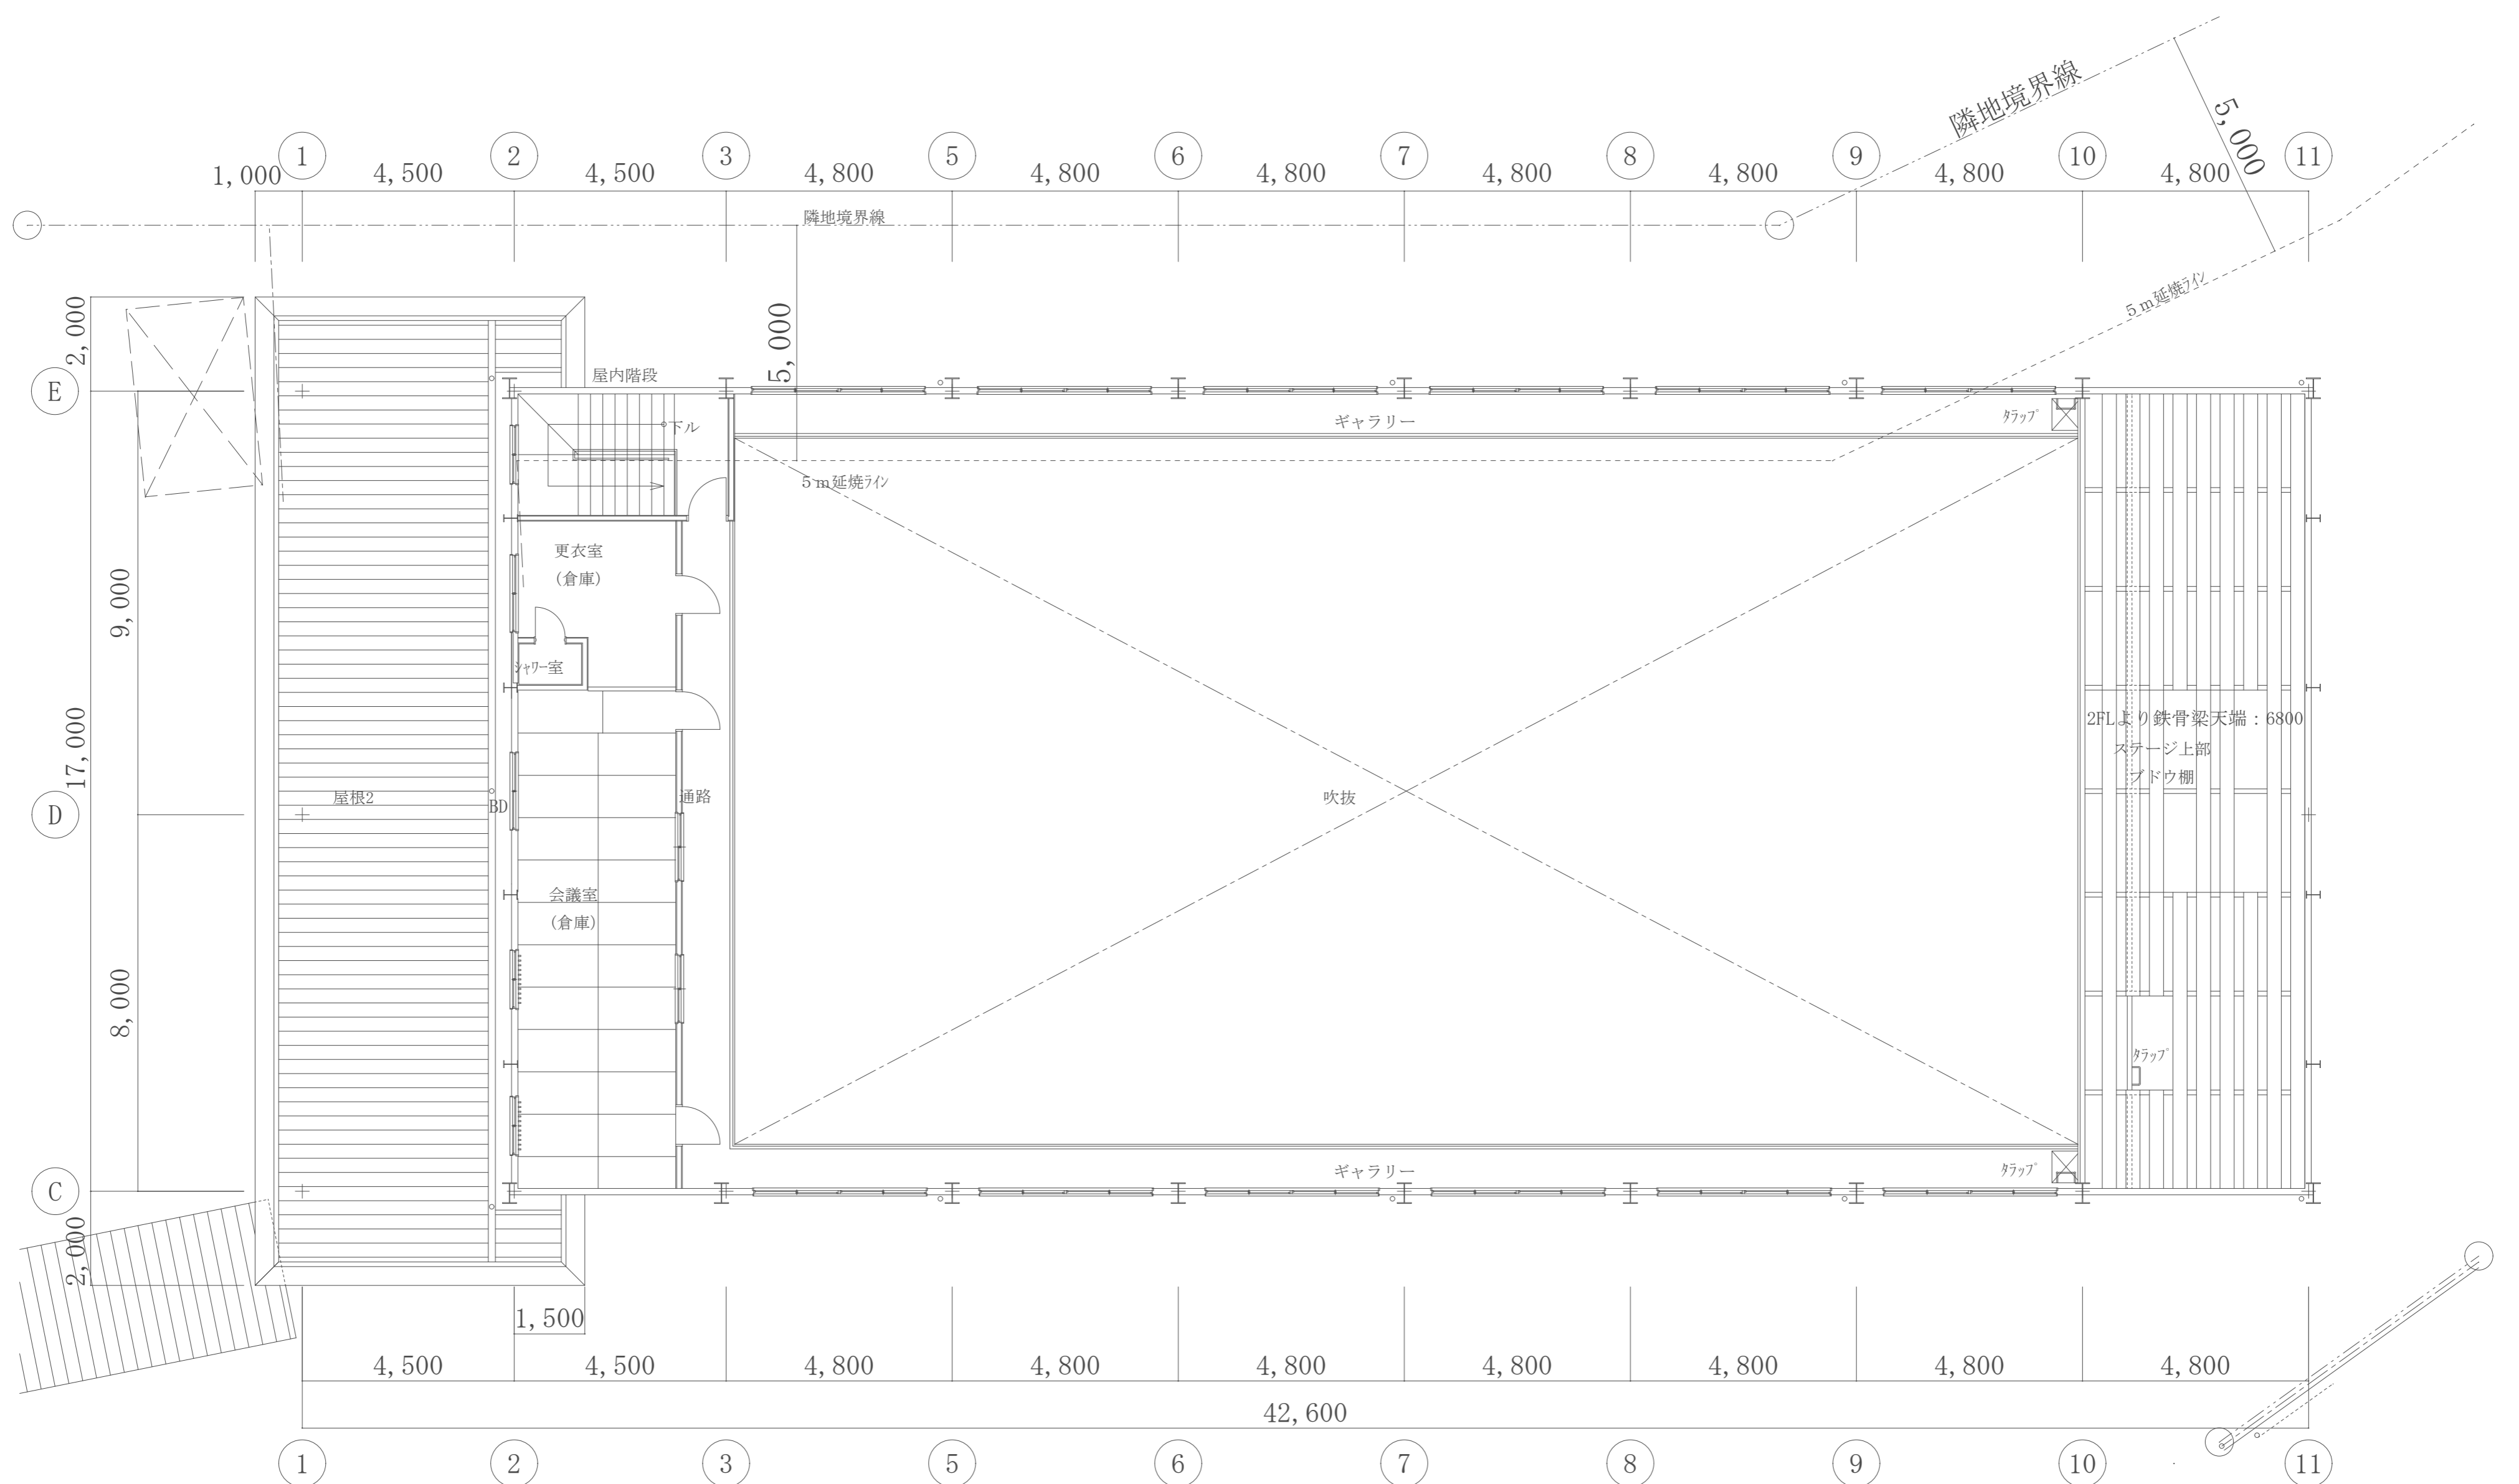 隣地境界線
5,000
1 2 3 5 6 7 8 9 10 11
1,000 4,500 4,500 4,800 4,800 4,800 4,800 4,800 4,800 4,800
隣地境界線
5m延焼ﾗｲﾝ
2,000
5,000
E
屋内階段
下ル
ギャラリー
ﾀﾗｯﾌﾟ
5m延焼ﾗｲﾝ
更衣室
(倉庫)
9,000
ｼｬﾜｰ室
17,000
2FLより鉄骨梁天端：6800
ステージ上部
ブドウ棚
D
屋根2
BD
通路
吹抜
会議室
(倉庫)
8,000
ﾀﾗｯﾌﾟ
C
ギャラリー
ﾀﾗｯﾌﾟ
2,000
1,500
4,500 4,500 4,800 4,800 4,800 4,800 4,800 4,800 4,800
42,600
1 2 3 5 6 7 8 9 10 11